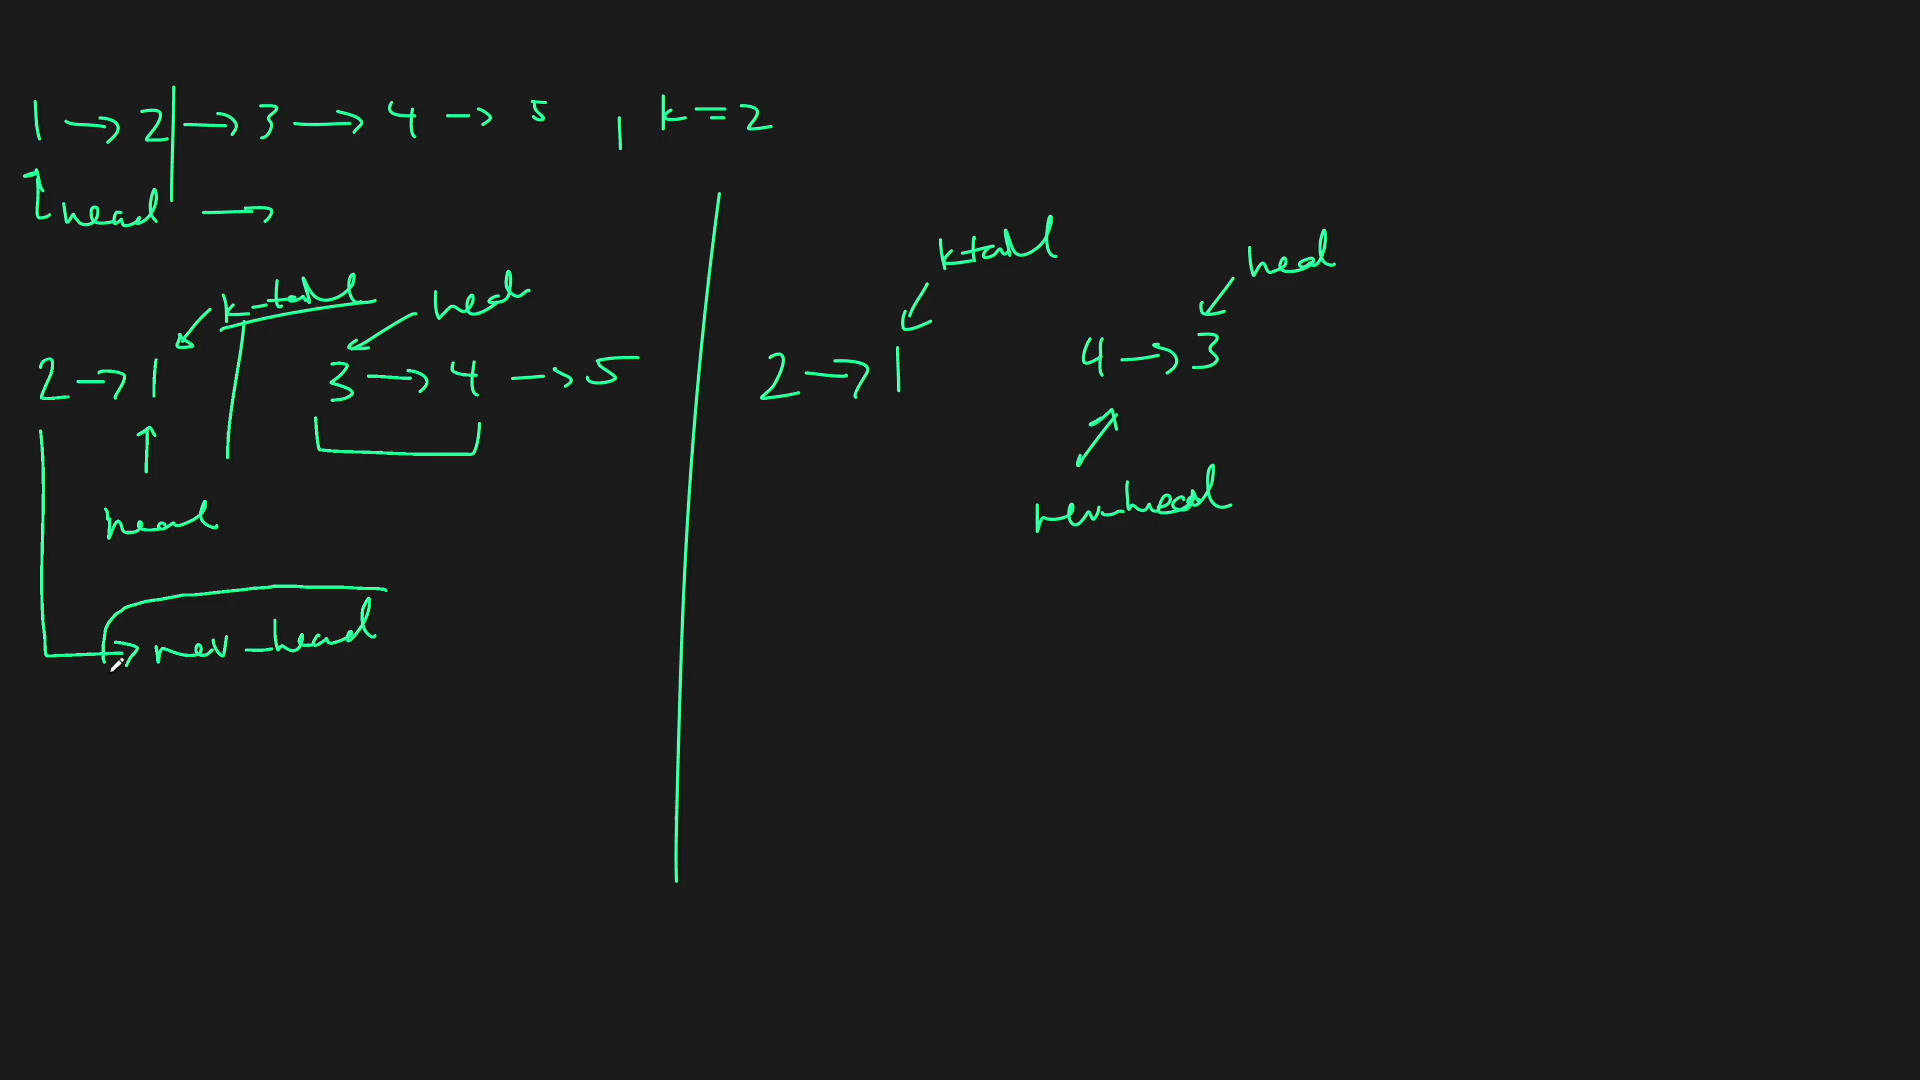 1 → 2 | → 3 → 4 → 5 , k = 2
↑ head →
k_tail head
2 → 1 3 → 4 → 5
head
→ rev_head
ktail head
2 → 1 4 → 3
rev_head